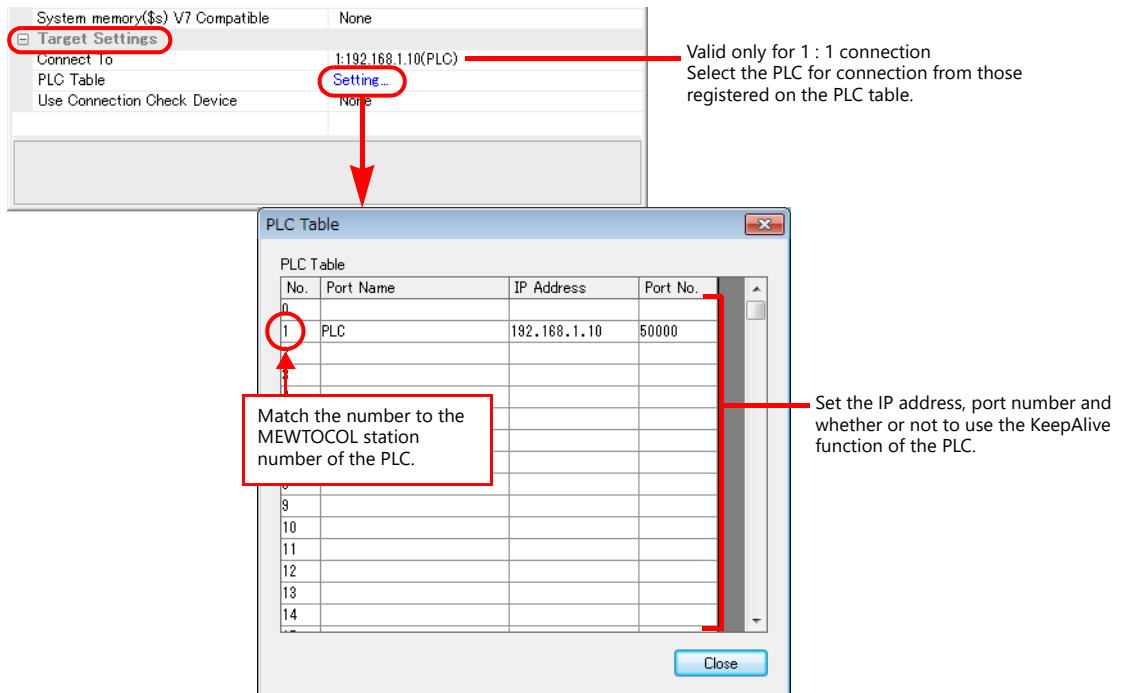 System memory($s) V7 Compatible None
Target Settings
Connect To 1:192.168.1.10(PLC)
PLC Table Setting...
Use Connection Check Device None
Valid only for 1 : 1 connection
Select the PLC for connection from those
registered on the PLC table.
PLC Table
PLC Table
No. Port Name IP Address Port No.
0
1 PLC 192.168.1.10 50000
3
Match the number to the
MEWTOCOL station
number of the PLC.
Set the IP address, port number and
whether or not to use the KeepAlive
function of the PLC.
9
10
11
12
13
14
Close